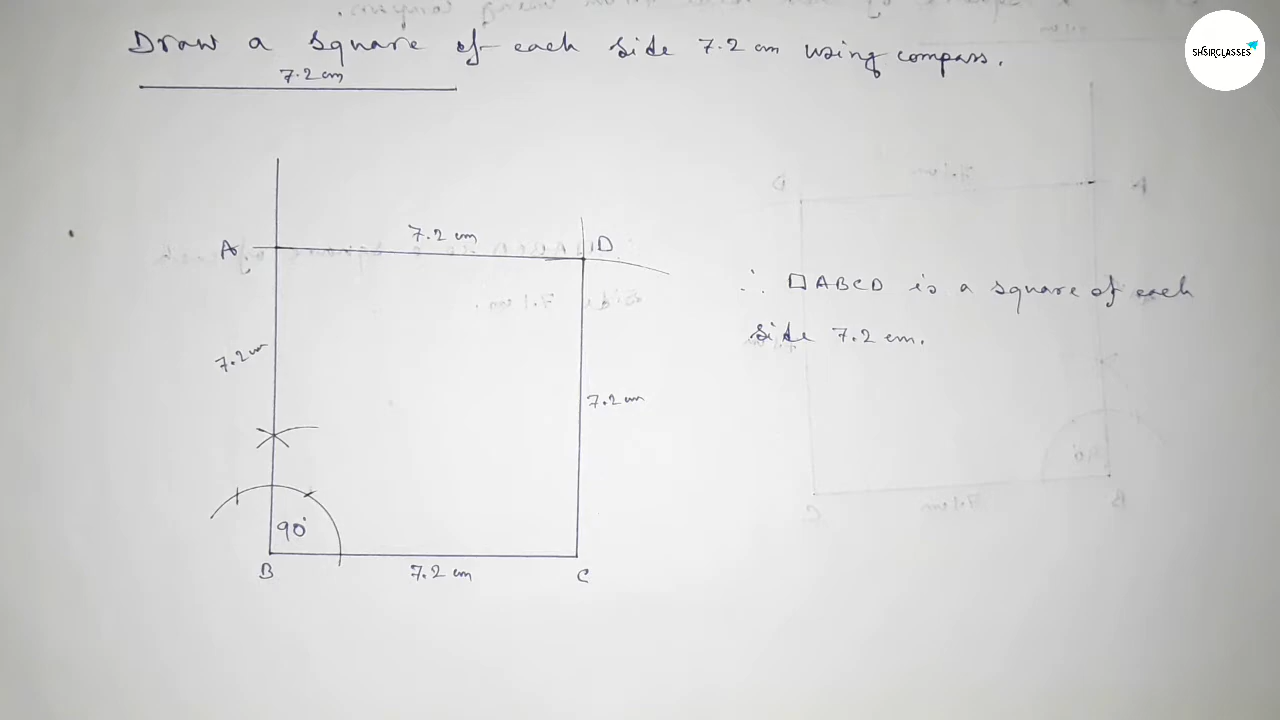 Draw a square of each side 7.2 cm using compass.
7.2 cm
SHSIRCLASSES
A
7.2 cm
D
∴ □ABCD is a square of each
side 7.2 cm.
7.2 cm
7.2 cm
90°
B
7.2 cm
C